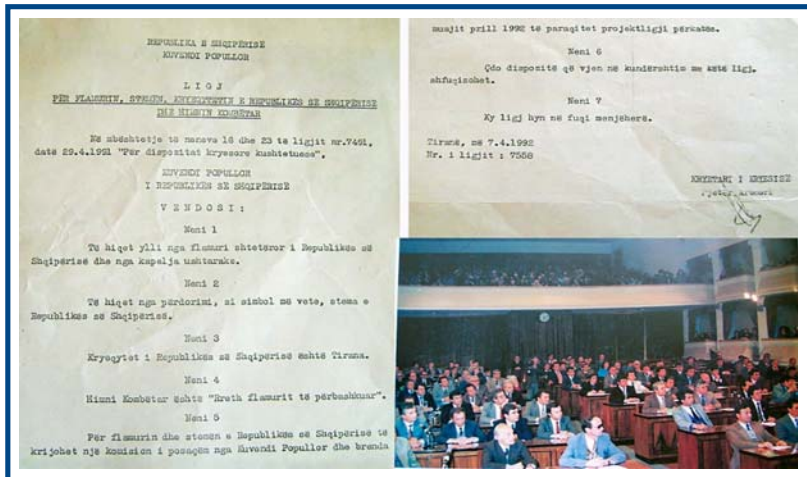 REPUBLIKA E SHQIPËRISË
KUVENDI POPULLOR
L I G J
PËR FLAMURIN, STEMËN, KRYEQYTETIN E REPUBLIKËS SË SHQIPËRISË
DHE HIMNIN KOMBËTAR
Në mbështetje të neneve 16 dhe 23 të ligjit nr.7491,
datë 29.4.1991 "Për dispozitat kryesore kushtetuese",
KUVENDI POPULLOR
I REPUBLIKËS SË SHQIPËRISË
V E N D O S I :
Neni 1
Të hiqet ylli nga flamuri shtetëror i Republikës së
Shqipërisë dhe nga kapelja ushtarake.
Neni 2
Të hiqet nga përdorimi, si simbol më vete, stema e
Republikës së Shqipërisë.
Neni 3
Kryeqytet i Republikës së Shqipërisë është Tirana.
Neni 4
Himni Kombëtar është "Rreth flamurit të përbashkuar".
Neni 5
Për flamurin dhe stemën e Republikës së Shqipërisë të
krijohet një komision i posaçëm nga Kuvendi Popullor dhe brenda
muajit prill 1992 të paraqitet projektligji përkatës.
Neni 6
Çdo dispozitë që vjen në kundërshtim me këtë ligj,
shfuqizohet.
Neni 7
Ky ligj hyn në fuqi menjëherë.
Tiranë, më 7.4.1992
Nr. i ligjit : 7558
KRYETARI I KRYESISË
Pjetër Arbnori